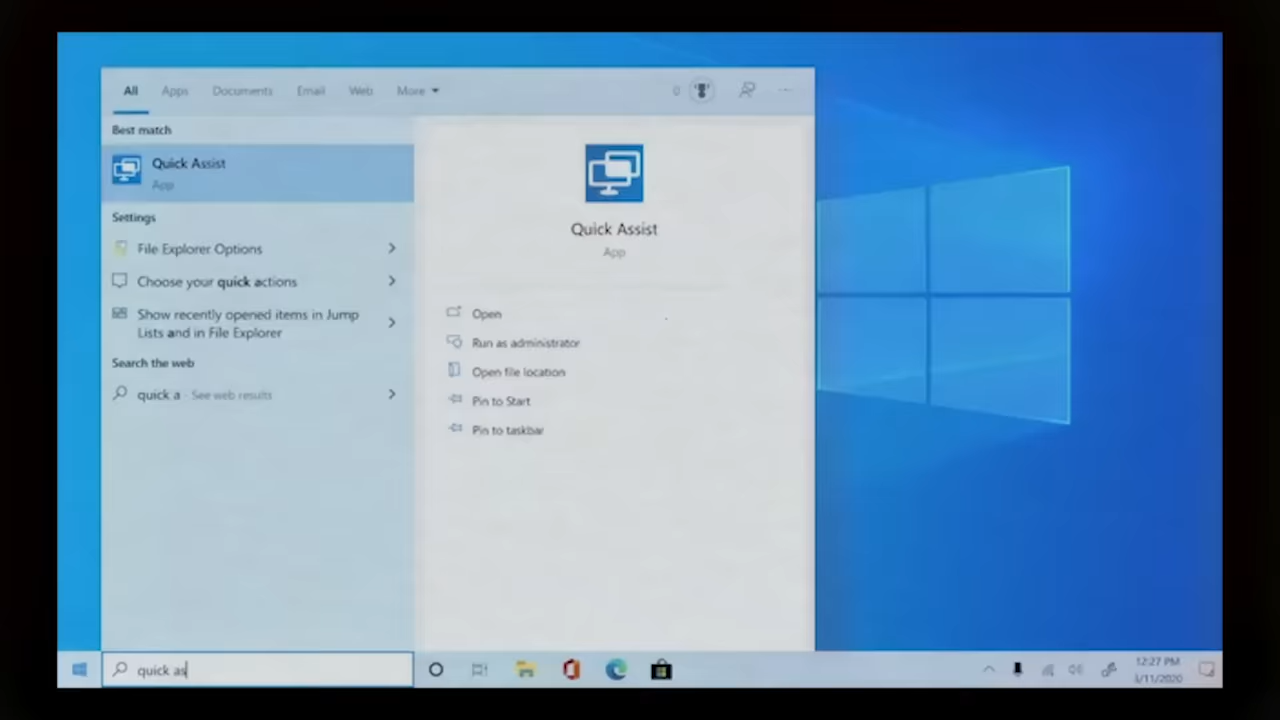 All Apps Documents Email Web More 0 ...
Best match
Quick Assist
App
Settings
File Explorer Options
Choose your quick actions
Show recently opened items in Jump
Lists and in File Explorer
Search the web
quick a - See web results
Quick Assist
App
Open
Run as administrator
Open file location
Pin to Start
Pin to taskbar
quick as
12:27 PM
3/11/2020